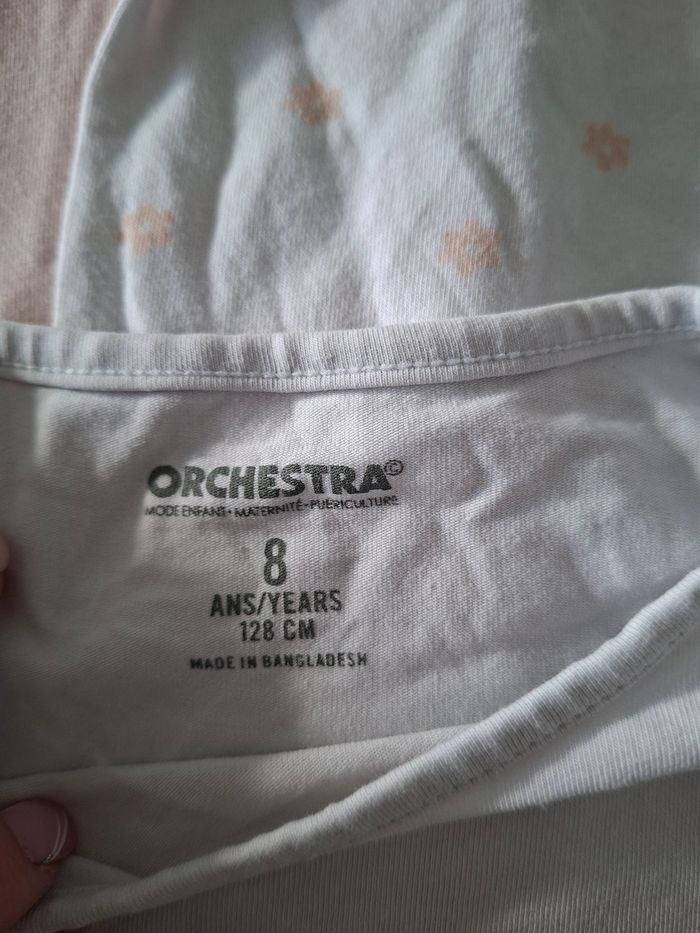 ORCHESTRA©
MODE ENFANT • MATERNITÉ • PUÉRICULTURE
8
ANS/YEARS
128 CM
MADE IN BANGLADESH